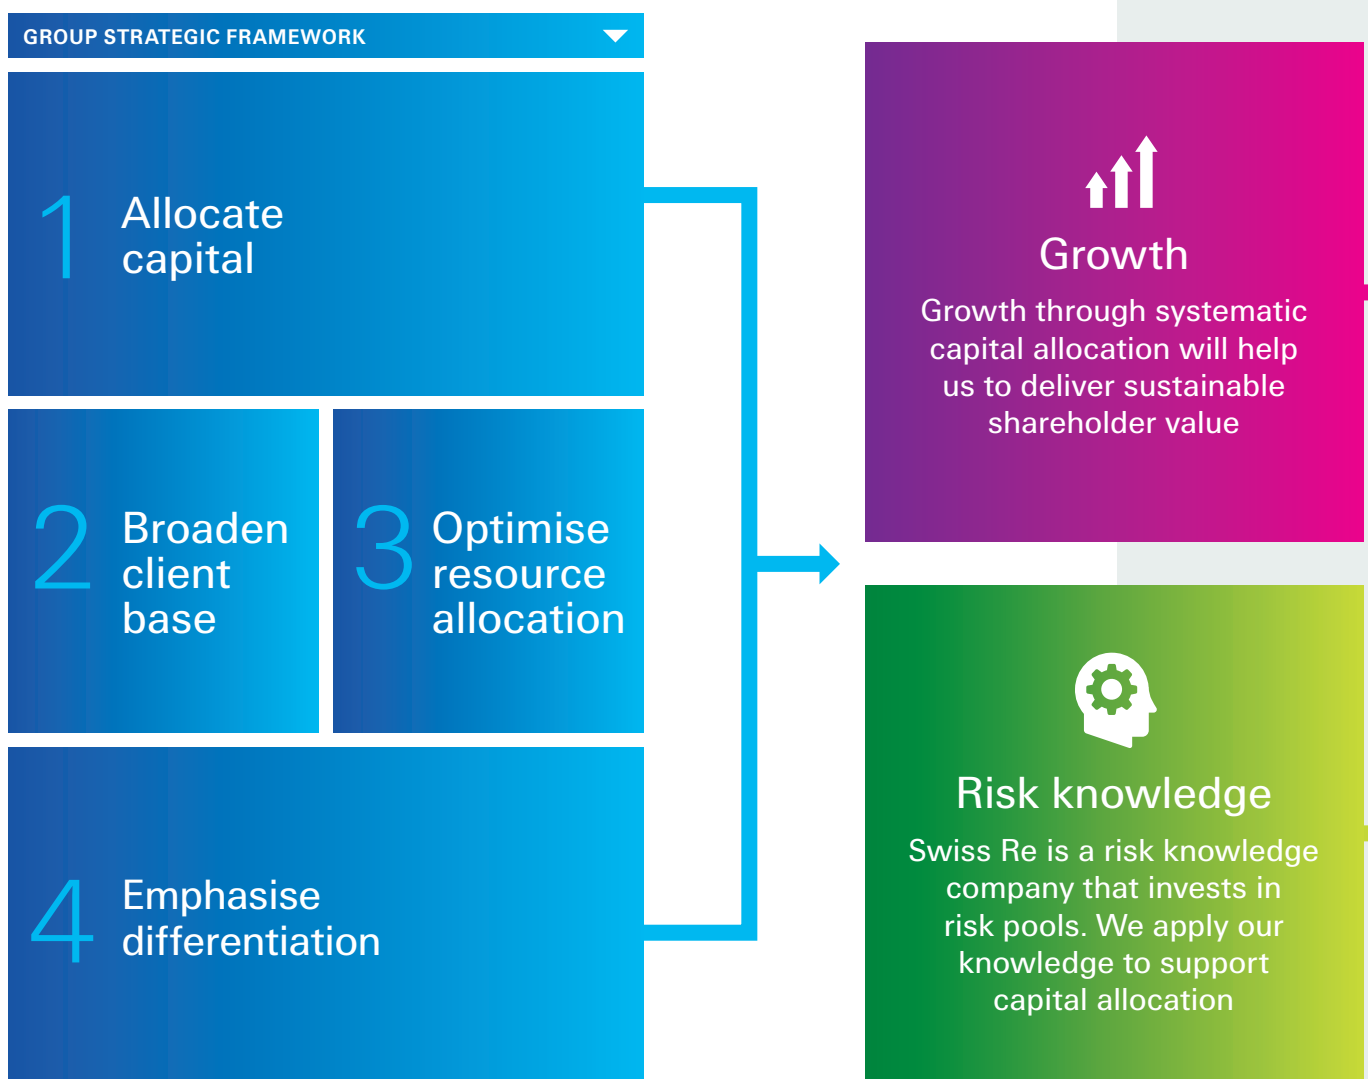 GROUP STRATEGIC FRAMEWORK
1
Allocate
capital
2
Broaden
client
base
3
Optimise
resource
allocation
4
Emphasise
differentiation
Growth
Growth through systematic
capital allocation will help
us to deliver sustainable
shareholder value
Risk knowledge
Swiss Re is a risk knowledge
company that invests in
risk pools. We apply our
knowledge to support
capital allocation